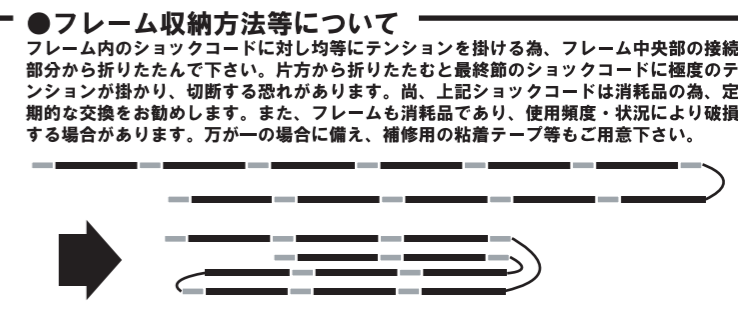 ●フレーム収納方法等について
フレーム内のショックコードに対し均等にテンションを掛ける為、フレーム中央部の接続
部分から折りたたんで下さい。片方から折りたたむと最終節のショックコードに極度のテ
ンションが掛かり、切断する恐れがあります。尚、上記ショックコードは消耗品の為、定
期的な交換をお勧めします。また、フレームも消耗品であり、使用頻度・状況により破損
する場合があります。万が一の場合に備え、補修用の粘着テープ等もご用意下さい。